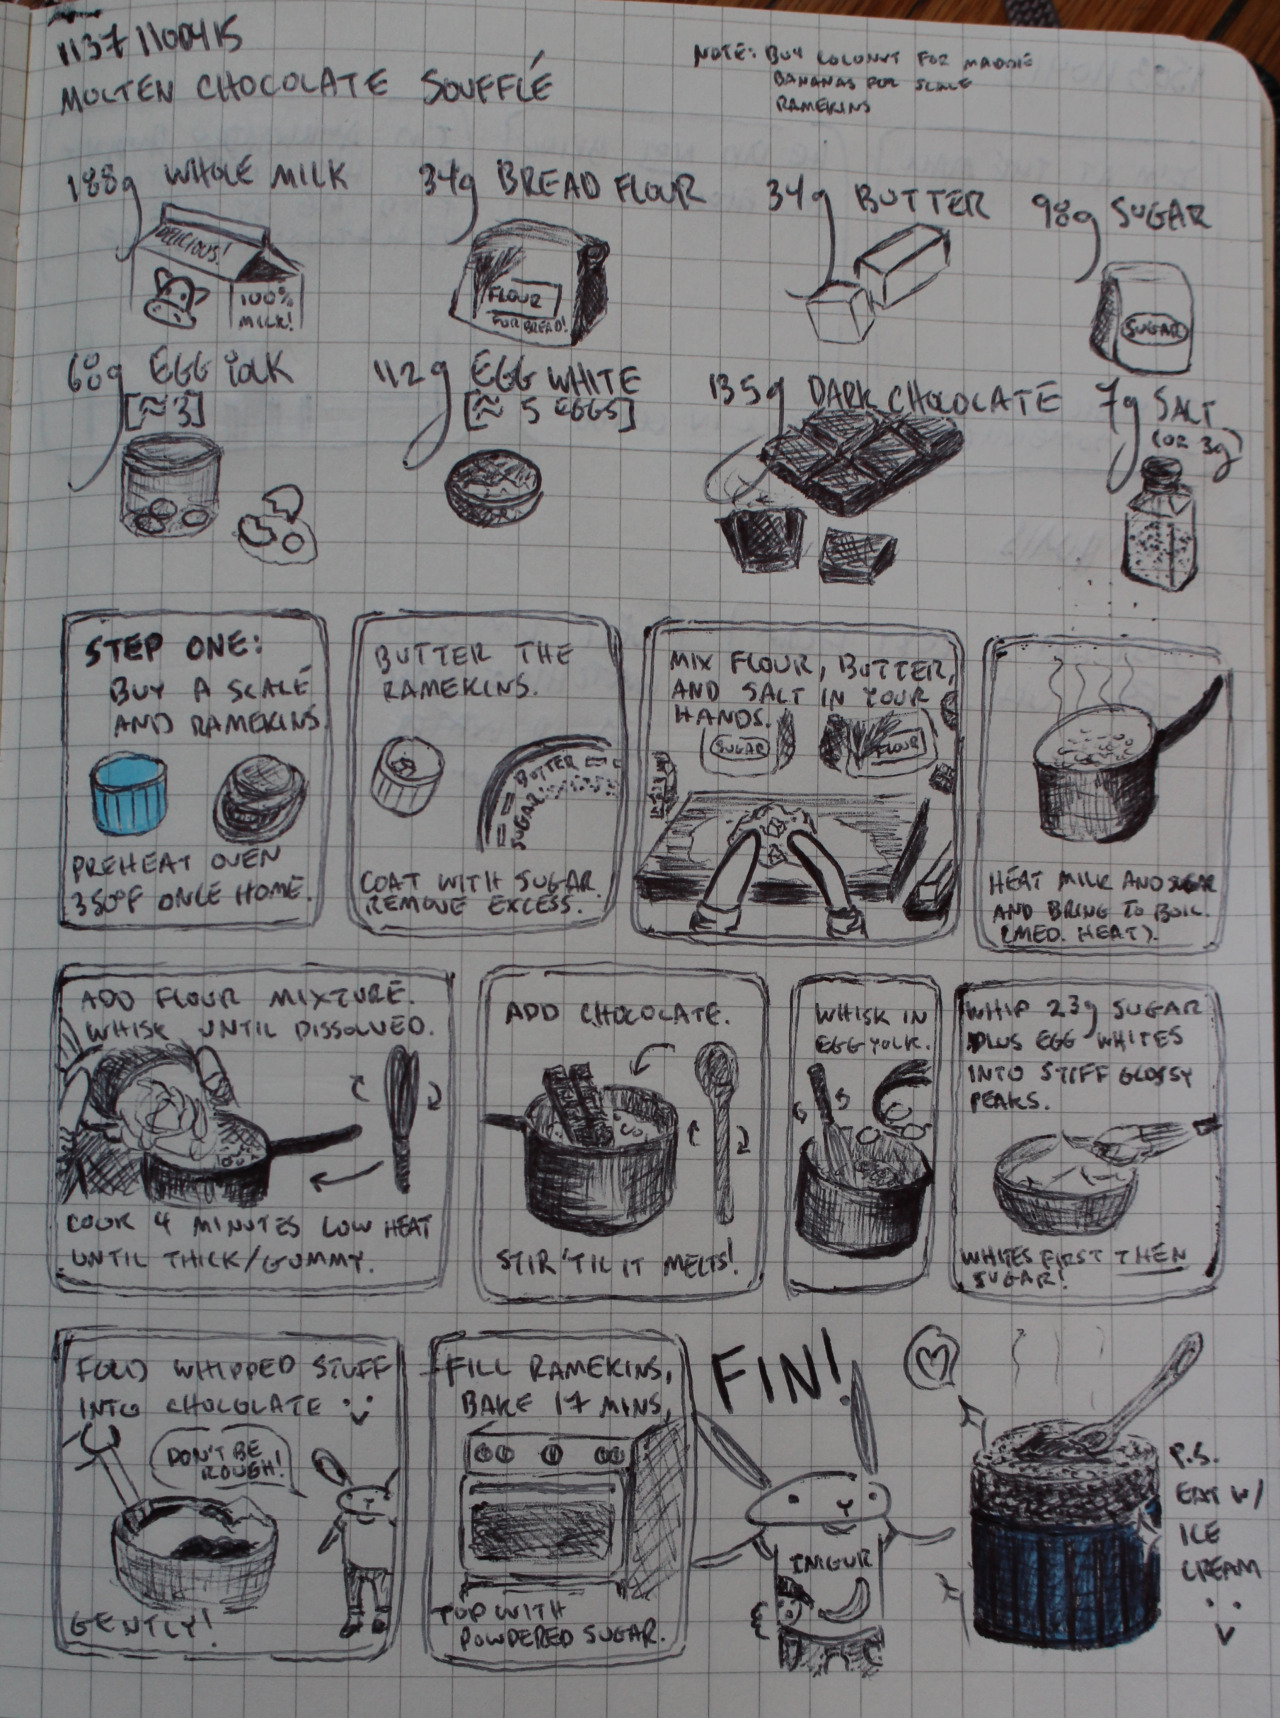 1137 1100415
MOLTEN CHOCOLATE SOUFFLÉ
NOTE: BUY COCONUT FOR MADDIE
BANANAS FOR SCALE
RAMEKINS
188g WHOLE MILK
DELICIOUS!
100%
MILK!
34g BREAD FLOUR
FLOUR
FOR BREAD!
34g BUTTER
98g SUGAR
SUGAR
60g EGG YOLK
[≈ 3]
112g EGG WHITE
[≈ 5 EGGS]
135g DARK CHOCOLATE
7g SALT
(OR 3g)
STEP ONE:
BUY A SCALE
AND RAMEKINS.
PREHEAT OVEN
350°F ONCE HOME.
BUTTER THE
RAMEKINS.
BUTTER
SUGAR
COAT WITH SUGAR
REMOVE EXCESS.
MIX FLOUR, BUTTER,
AND SALT IN YOUR
HANDS.
SUGAR
FLOUR
HEAT MILK AND SUGAR
AND BRING TO BOIL.
(MED. HEAT).
ADD FLOUR MIXTURE.
WHISK UNTIL DISSOLVED.
COOK 4 MINUTES LOW HEAT
UNTIL THICK/GUMMY.
ADD CHOCOLATE.
STIR 'TIL IT MELTS!
WHISK IN
EGG YOLK.
WHIP 23g SUGAR
PLUS EGG WHITES
INTO STIFF GLOSSY
PEAKS.
WHITES FIRST THEN
SUGAR!
FOLD WHIPPED STUFF
INTO CHOCOLATE :v
DON'T BE
ROUGH!
GENTLY!
FILL RAMEKINS,
BAKE 17 MINS,
TOP WITH
POWDERED SUGAR.
FIN!
IMGUR
P.S.
EAT W/
ICE
CREAM
:v